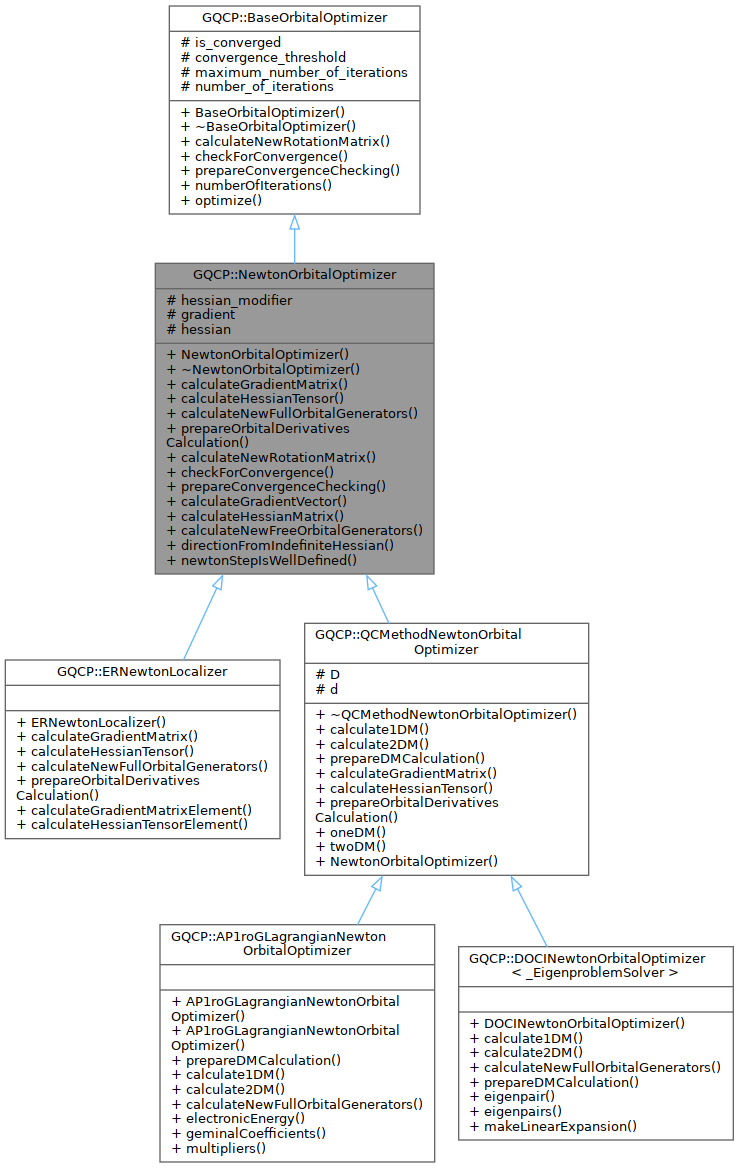 GQCP::BaseOrbitalOptimizer
# is_converged
# convergence_threshold
# maximum_number_of_iterations
# number_of_iterations
+ BaseOrbitalOptimizer()
+ ~BaseOrbitalOptimizer()
+ calculateNewRotationMatrix()
+ checkForConvergence()
+ prepareConvergenceChecking()
+ numberOfIterations()
+ optimize()
GQCP::NewtonOrbitalOptimizer
# hessian_modifier
# gradient
# hessian
+ NewtonOrbitalOptimizer()
+ ~NewtonOrbitalOptimizer()
+ calculateGradientMatrix()
+ calculateHessianTensor()
+ calculateNewFullOrbitalGenerators()
+ prepareOrbitalDerivatives
Calculation()
+ calculateNewRotationMatrix()
+ checkForConvergence()
+ prepareConvergenceChecking()
+ calculateGradientVector()
+ calculateHessianMatrix()
+ calculateNewFreeOrbitalGenerators()
+ directionFromIndefiniteHessian()
+ newtonStepIsWellDefined()
GQCP::ERNewtonLocalizer
+ ERNewtonLocalizer()
+ calculateGradientMatrix()
+ calculateHessianTensor()
+ calculateNewFullOrbitalGenerators()
+ prepareOrbitalDerivatives
Calculation()
+ calculateGradientMatrixElement()
+ calculateHessianTensorElement()
GQCP::QCMethodNewtonOrbital
Optimizer
# D
# d
+ ~QCMethodNewtonOrbitalOptimizer()
+ calculate1DM()
+ calculate2DM()
+ prepareDMCalculation()
+ calculateGradientMatrix()
+ calculateHessianTensor()
+ prepareOrbitalDerivatives
Calculation()
+ oneDM()
+ twoDM()
+ NewtonOrbitalOptimizer()
GQCP::AP1roGLagrangianNewton
OrbitalOptimizer
+ AP1roGLagrangianNewtonOrbital
Optimizer()
+ AP1roGLagrangianNewtonOrbital
Optimizer()
+ prepareDMCalculation()
+ calculate1DM()
+ calculate2DM()
+ calculateNewFullOrbitalGenerators()
+ electronicEnergy()
+ geminalCoefficients()
+ multipliers()
GQCP::DOCINewtonOrbitalOptimizer
< _EigenproblemSolver >
+ DOCINewtonOrbitalOptimizer()
+ calculate1DM()
+ calculate2DM()
+ calculateNewFullOrbitalGenerators()
+ prepareDMCalculation()
+ eigenpair()
+ eigenpairs()
+ makeLinearExpansion()